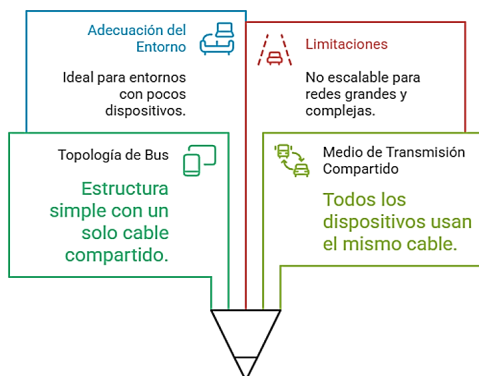 Adecuación del
Entorno
Ideal para entornos
con pocos
dispositivos.
Limitaciones
No escalable para
redes grandes y
complejas.
Topología de Bus
Estructura
simple con un
solo cable
compartido.
Medio de Transmisión
Compartido
Todos los
dispositivos usan
el mismo cable.